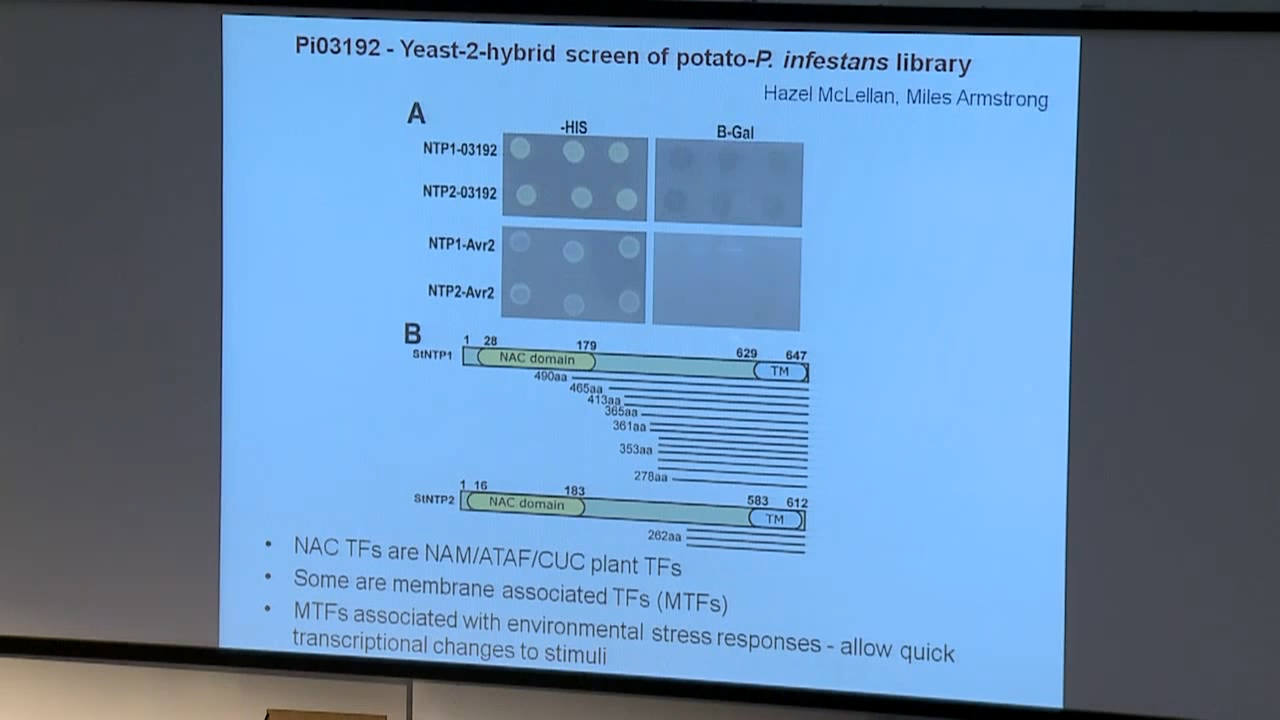 Pi03192 - Yeast-2-hybrid screen of potato-P. infestans library
Hazel McLellan, Miles Armstrong
A
-HIS
B-Gal
NTP1-03192
NTP2-03192
NTP1-Avr2
NTP2-Avr2
B
1 28 179 629 647
StNTP1
NAC domain
TM
490aa
465aa
413aa
365aa
361aa
353aa
278aa
1 16 183 583 612
StNTP2
NAC domain
TM
262aa
• NAC TFs are NAM/ATAF/CUC plant TFs
• Some are membrane associated TFs (MTFs)
• MTFs associated with environmental stress responses - allow quick
transcriptional changes to stimuli